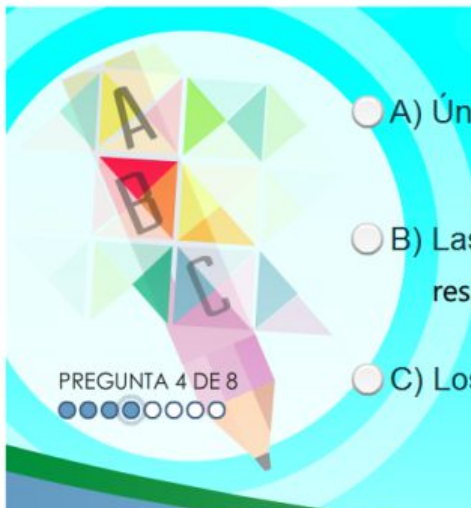 A
B
C
A) Ún
B) Las
res
C) Los
PREGUNTA 4 DE 8